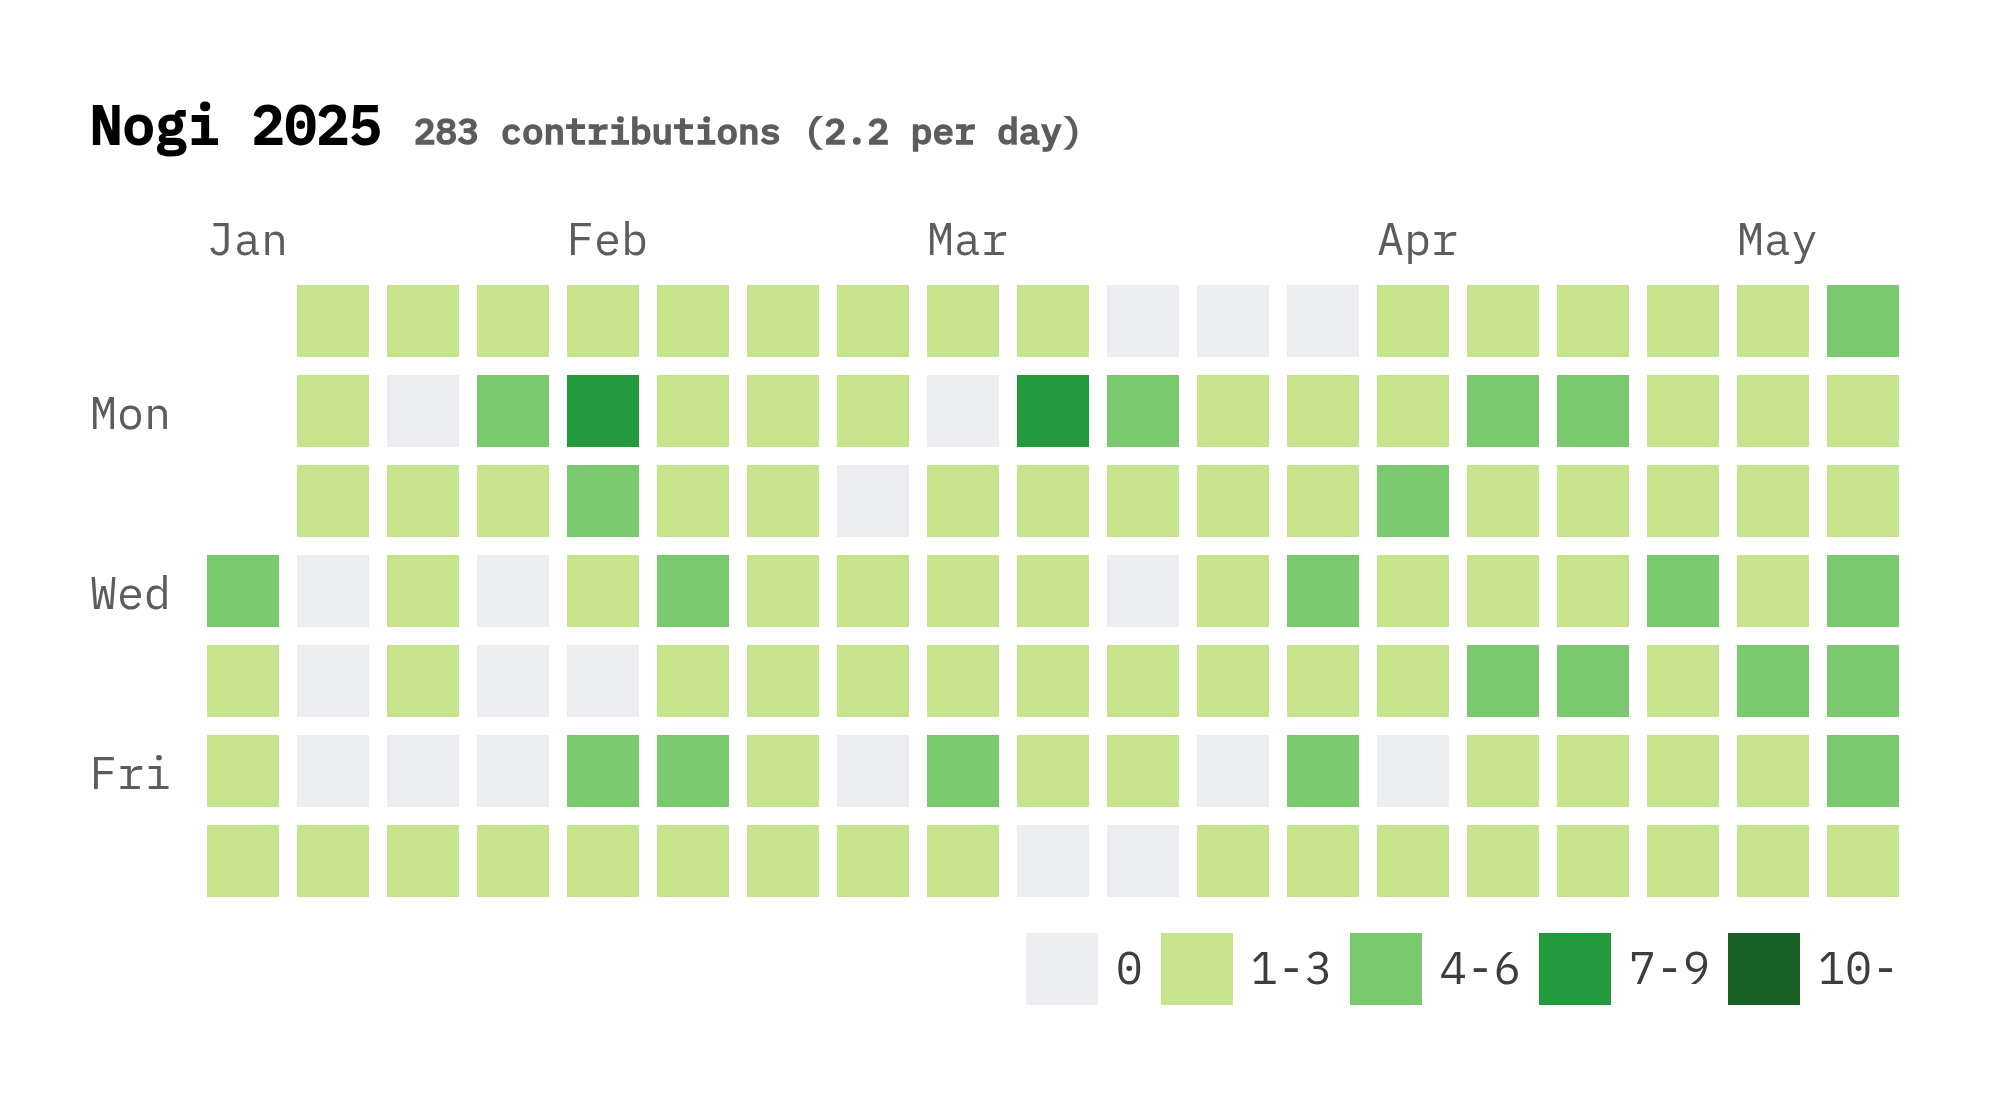 Nogi 2025 283 contributions (2.2 per day)
Jan Feb Mar Apr May
Mon
Wed
Fri
0 1-3 4-6 7-9 10-